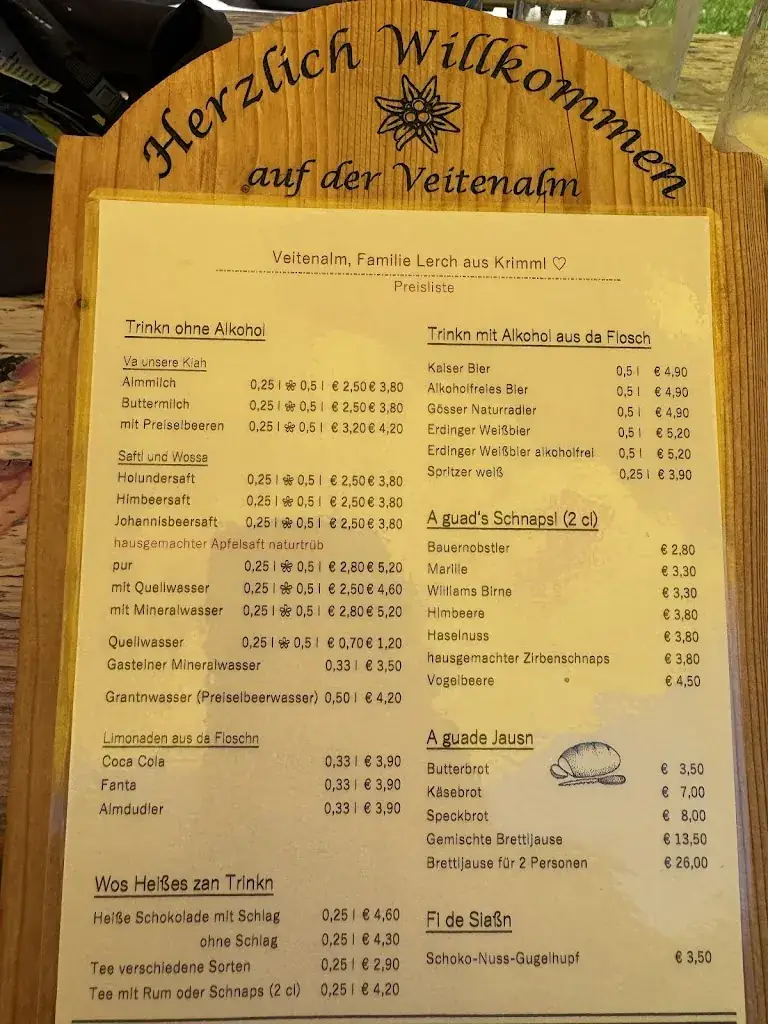 Herzlich Willkommen
auf der Veitenalm
Veitenalm, Familie Lerch aus Krimml ♡
Preisliste
Trinkn ohne Alkohol
Va unsere Kiah
Almmilch 0,25 l ❀ 0,5 l € 2,50 € 3,80
Buttermilch 0,25 l ❀ 0,5 l € 2,50 € 3,80
mit Preiselbeeren 0,25 l ❀ 0,5 l € 3,20 € 4,20
Saftl und Wossa
Holundersaft 0,25 l ❀ 0,5 l € 2,50 € 3,80
Himbeersaft 0,25 l ❀ 0,5 l € 2,50 € 3,80
Johannisbeersaft 0,25 l ❀ 0,5 l € 2,50 € 3,80
hausgemachter Apfelsaft naturtrüb
pur 0,25 l ❀ 0,5 l € 2,80 € 5,20
mit Quellwasser 0,25 l ❀ 0,5 l € 2,50 € 4,60
mit Mineralwasser 0,25 l ❀ 0,5 l € 2,80 € 5,20
Quellwasser 0,25 l ❀ 0,5 l € 0,70 € 1,20
Gasteiner Mineralwasser 0,33 l € 3,50
Grantnwasser (Preiselbeerwasser) 0,50 l € 4,20
Limonaden aus da Floschn
Coca Cola 0,33 l € 3,90
Fanta 0,33 l € 3,90
Almdudler 0,33 l € 3,90
Wos Heißes zan Trinkn
Heiße Schokolade mit Schlag 0,25 l € 4,60
ohne Schlag 0,25 l € 4,30
Tee verschiedene Sorten 0,25 l € 2,90
Tee mit Rum oder Schnaps (2 cl) 0,25 l € 4,20
Trinkn mit Alkohol aus da Flosch
Kaiser Bier 0,5 l € 4,90
Alkoholfreies Bier 0,5 l € 4,90
Gösser Naturradler 0,5 l € 4,90
Erdinger Weißbier 0,5 l € 5,20
Erdinger Weißbier alkoholfrei 0,5 l € 5,20
Spritzer weiß 0,25 l € 3,90
A guad's Schnapsl (2 cl)
Bauernobstler € 2,80
Marille € 3,30
Williams Birne € 3,30
Himbeere € 3,80
Haselnuss € 3,80
hausgemachter Zirbenschnaps € 3,80
Vogelbeere € 4,50
A guade Jausn
Butterbrot € 3,50
Käsebrot € 7,00
Speckbrot € 8,00
Gemischte Brettljause € 13,50
Brettljause für 2 Personen € 26,00
Fi de Siaßn
Schoko-Nuss-Gugelhupf € 3,50